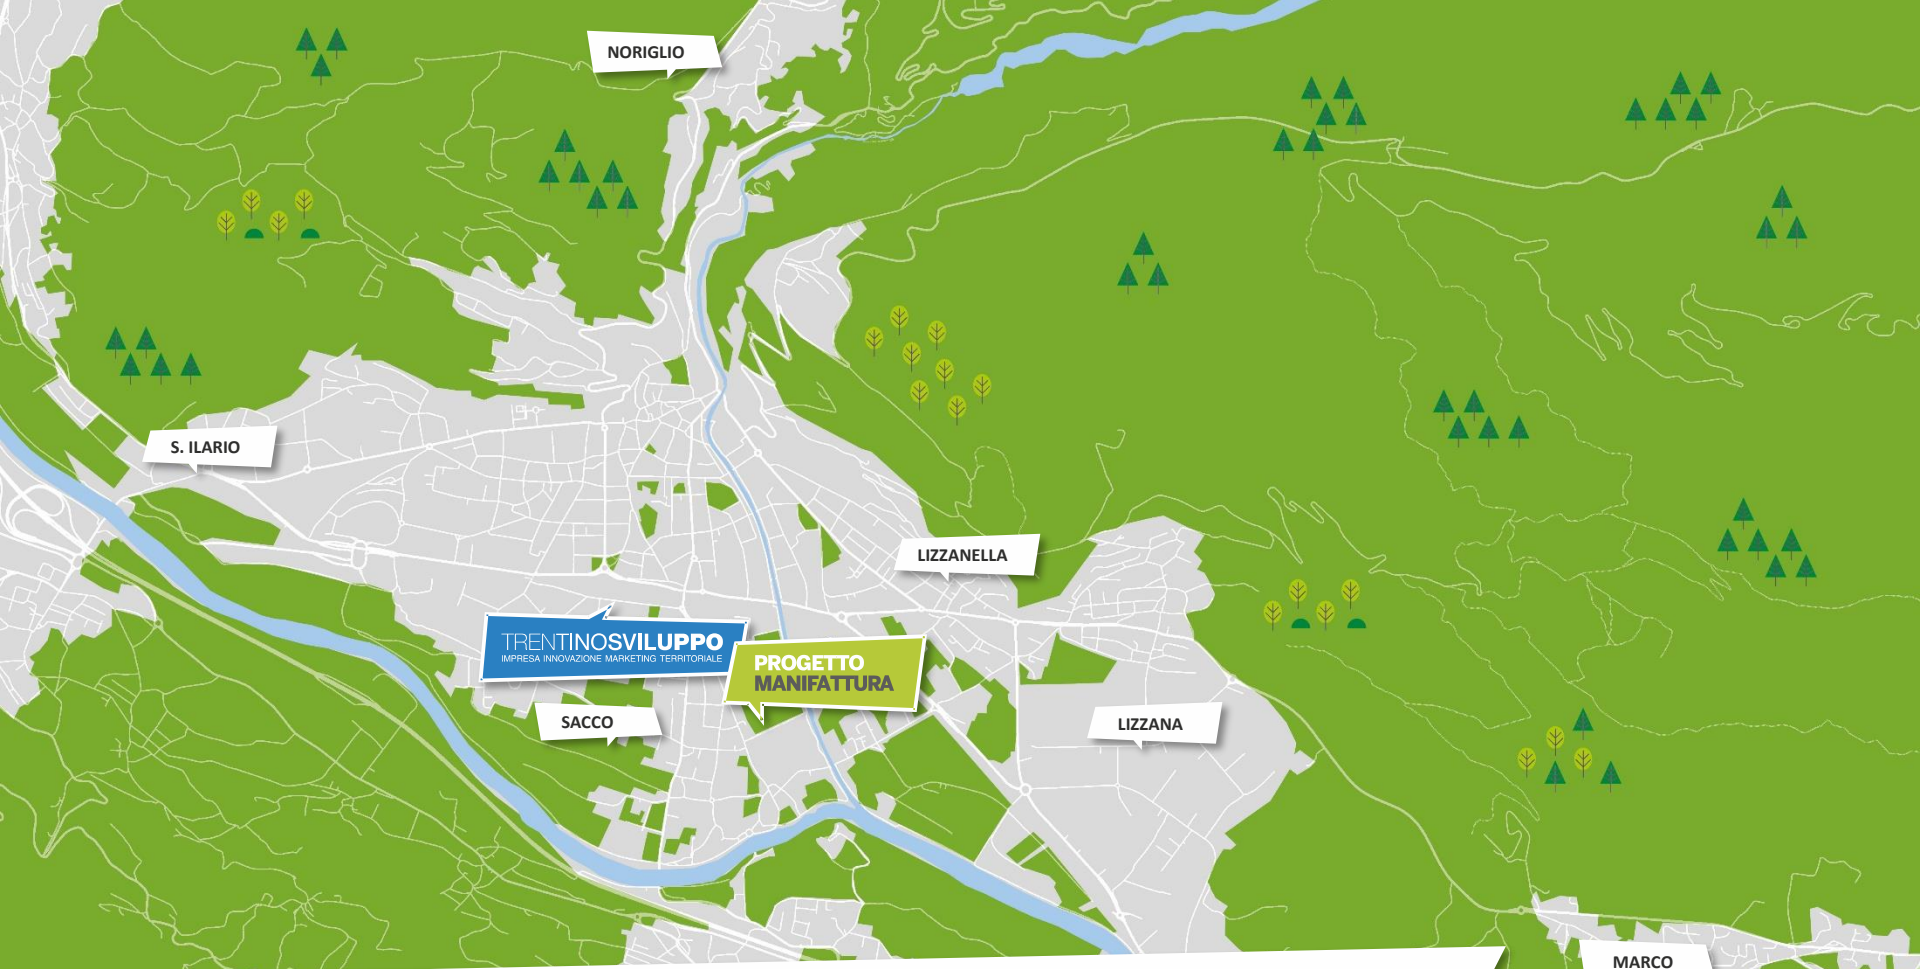 NORIGLIO
S. ILARIO
LIZZANELLA
TRENTINOSVILUPPO
IMPRESA INNOVAZIONE MARKETING TERRITORIALE
PROGETTO
MANIFATTURA
SACCO
LIZZANA
MARCO